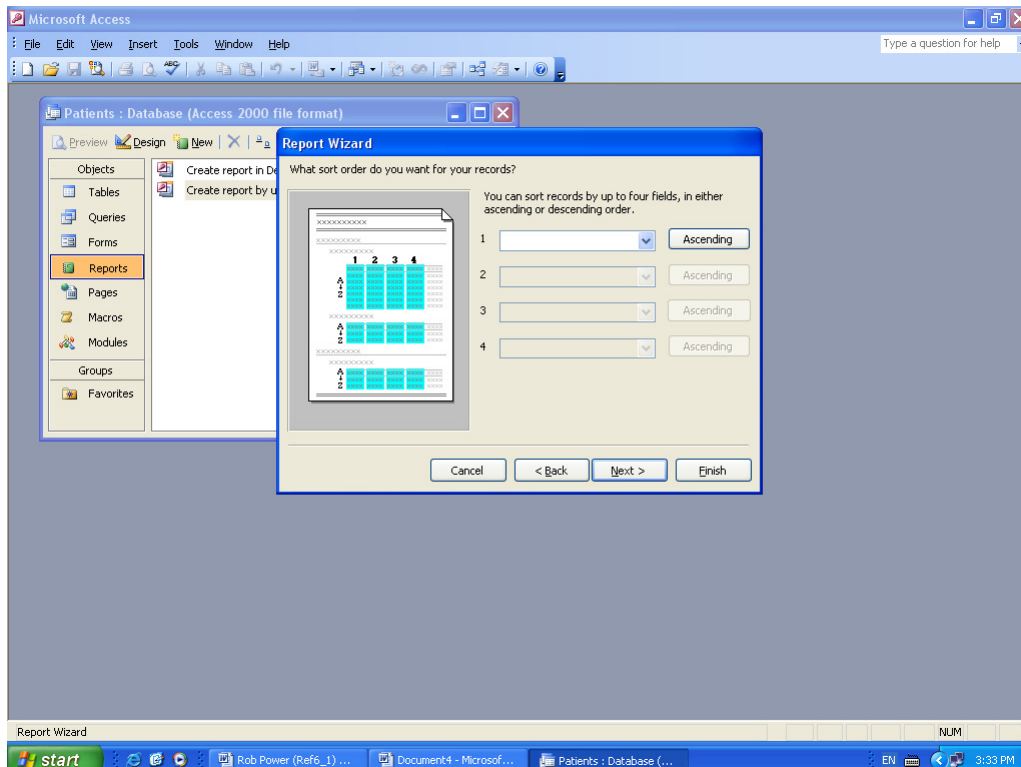 Microsoft Access
File Edit View Insert Tools Window Help
Type a question for help
Patients : Database (Access 2000 file format)
Preview Design New
Objects
Tables
Queries
Forms
Reports
Pages
Macros
Modules
Groups
Favorites
Create report in De
Create report by u
Report Wizard
What sort order do you want for your records?
You can sort records by up to four fields, in either
ascending or descending order.
1 Ascending
2 Ascending
3 Ascending
4 Ascending
1 2 3 4
A
Z
A
Z
A
Z
Cancel < Back Next > Finish
Report Wizard
NUM
start
Rob Power (Ref6_1) ...
Document4 - Microsof...
Patients : Database (...
EN
3:33 PM